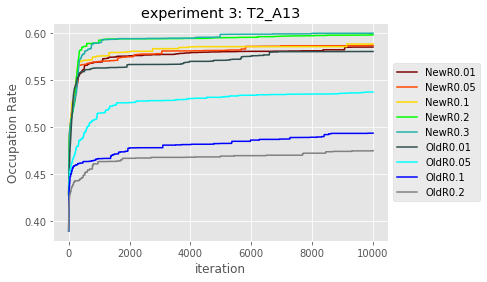 experiment 3: T2_A13
0.60
0.55
0.50
0.45
0.40
Occupation Rate
0
2000
4000
6000
8000
10000
iteration
NewR0.01
NewR0.05
NewR0.1
NewR0.2
NewR0.3
OldR0.01
OldR0.05
OldR0.1
OldR0.2